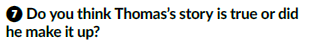 ❼ Do you think Thomas's story is true or did
he make it up?